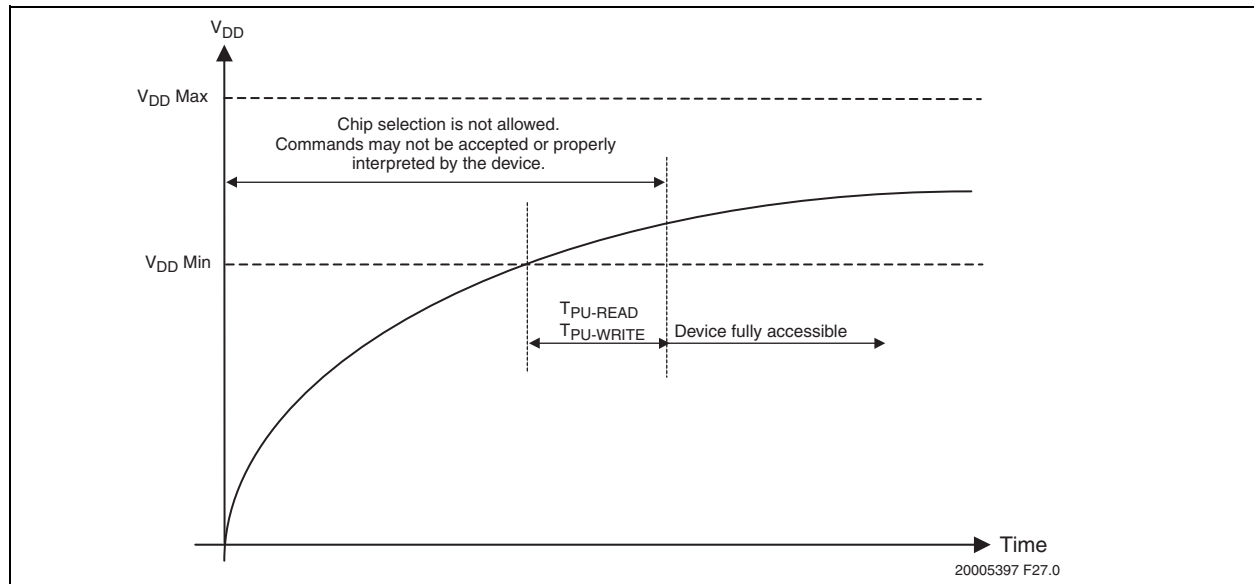 VDD
VDD Max
Chip selection is not allowed.
Commands may not be accepted or properly
interpreted by the device.
VDD Min
TPU-READ
TPU-WRITE
Device fully accessible
Time
20005397 F27.0